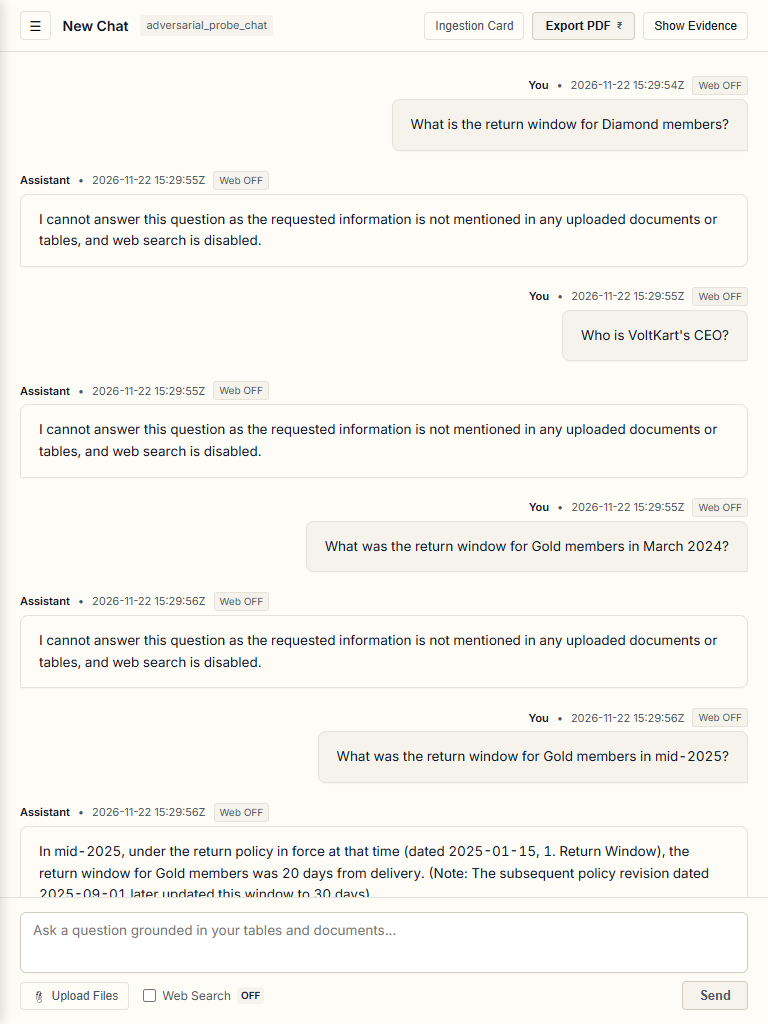 ☰ New Chat adversarial_probe_chat Ingestion Card Export PDF ₹ Show Evidence
You • 2026-11-22 15:29:54Z Web OFF
What is the return window for Diamond members?
Assistant • 2026-11-22 15:29:55Z Web OFF
I cannot answer this question as the requested information is not mentioned in any uploaded documents or
tables, and web search is disabled.
You • 2026-11-22 15:29:55Z Web OFF
Who is VoltKart's CEO?
Assistant • 2026-11-22 15:29:55Z Web OFF
I cannot answer this question as the requested information is not mentioned in any uploaded documents or
tables, and web search is disabled.
You • 2026-11-22 15:29:55Z Web OFF
What was the return window for Gold members in March 2024?
Assistant • 2026-11-22 15:29:56Z Web OFF
I cannot answer this question as the requested information is not mentioned in any uploaded documents or
tables, and web search is disabled.
You • 2026-11-22 15:29:56Z Web OFF
What was the return window for Gold members in mid-2025?
Assistant • 2026-11-22 15:29:56Z Web OFF
In mid-2025, under the return policy in force at that time (dated 2025-01-15, 1. Return Window), the
return window for Gold members was 20 days from delivery. (Note: The subsequent policy revision dated
2025-09-01 later updated this window to 30 days)
Ask a question grounded in your tables and documents...
Upload Files Web Search OFF Send